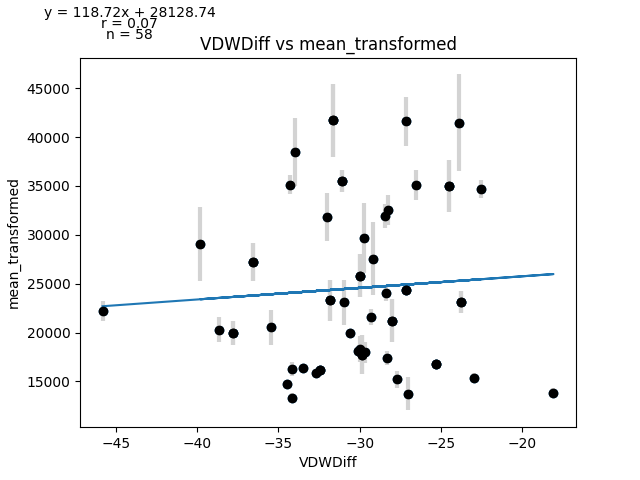 y = 118.72x + 28128.74
r = 0.07
n = 58
VDWDiff vs mean_transformed
mean_transformed
45000
40000
35000
30000
25000
20000
15000
−45
−40
−35
−30
−25
−20
VDWDiff